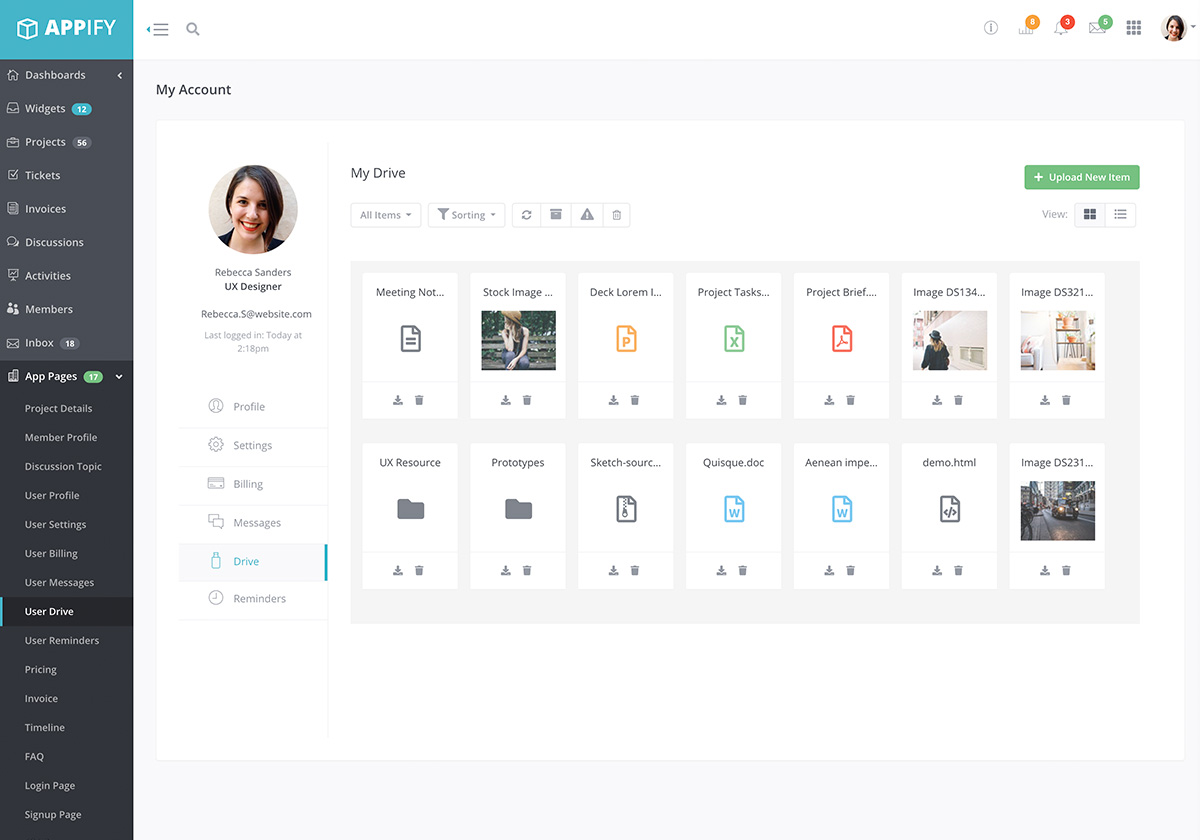 APPIFY
8
3
5
Dashboards
Widgets 12
Projects 56
Tickets
Invoices
Discussions
Activities
Members
Inbox 18
App Pages 17
Project Details
Member Profile
Discussion Topic
User Profile
User Settings
User Billing
User Messages
User Drive
User Reminders
Pricing
Invoice
Timeline
FAQ
Login Page
Signup Page
My Account
Rebecca Sanders
UX Designer
Rebecca.S@website.com
Last logged in: Today at
2:18pm
Profile
Settings
Billing
Messages
Drive
Reminders
My Drive
+ Upload New Item
All Items
Sorting
View:
Meeting Not...
Stock Image ...
Deck Lorem I...
Project Tasks...
Project Brief....
Image DS134...
Image DS321...
P
X
UX Resource
Prototypes
Sketch-sourc...
Quisque.doc
Aenean impe...
demo.html
Image DS231...
W
W
</>